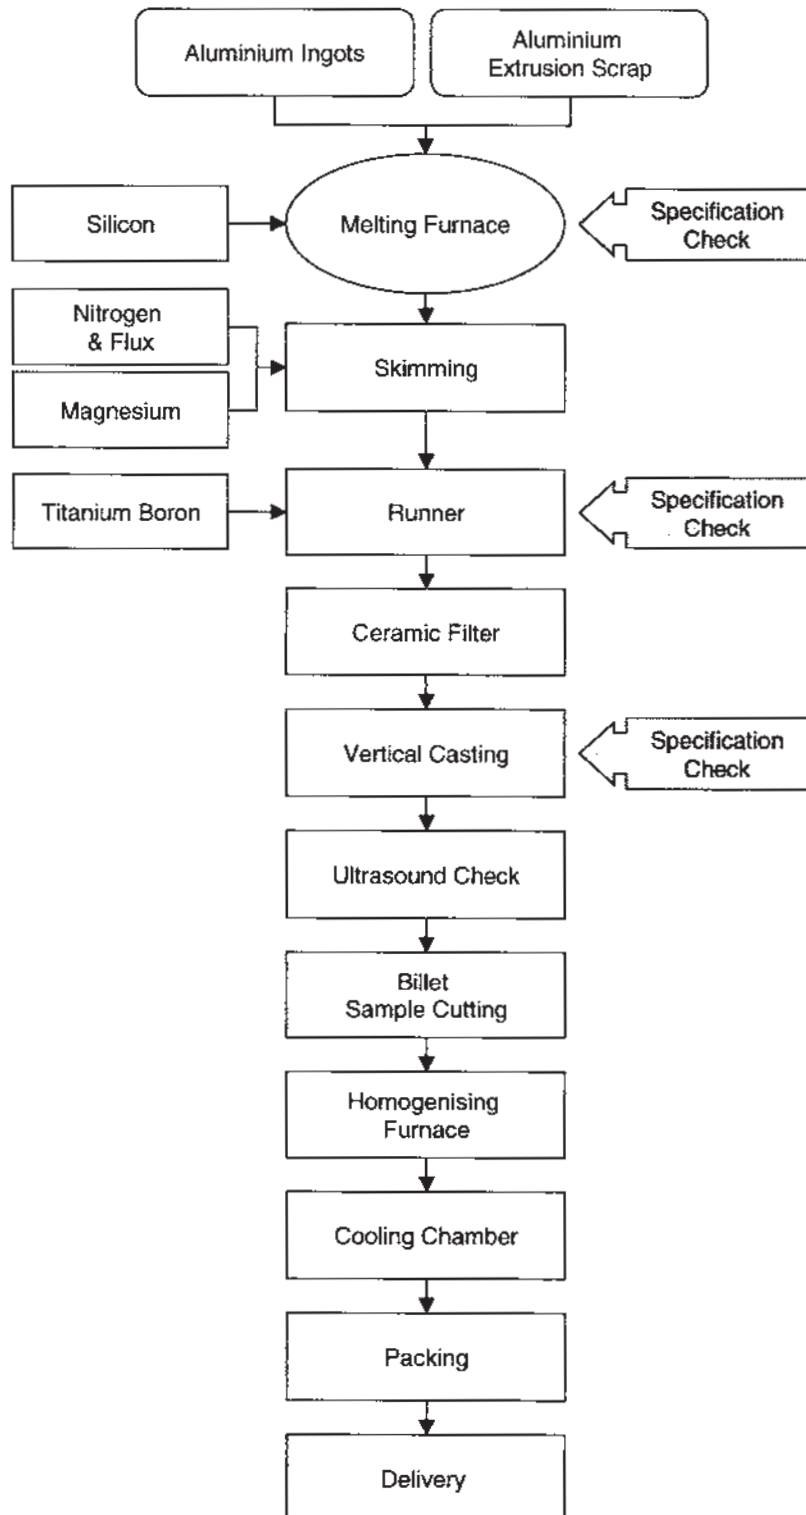 Aluminium Ingots
Aluminium
Extrusion Scrap
Silicon
Melting Furnace
Specification
Check
Nitrogen
& Flux
Magnesium
Skimming
Titanium Boron
Runner
Specification
Check
Ceramic Filter
Vertical Casting
Specification
Check
Ultrasound Check
Billet
Sample Cutting
Homogenising
Furnace
Cooling Chamber
Packing
Delivery